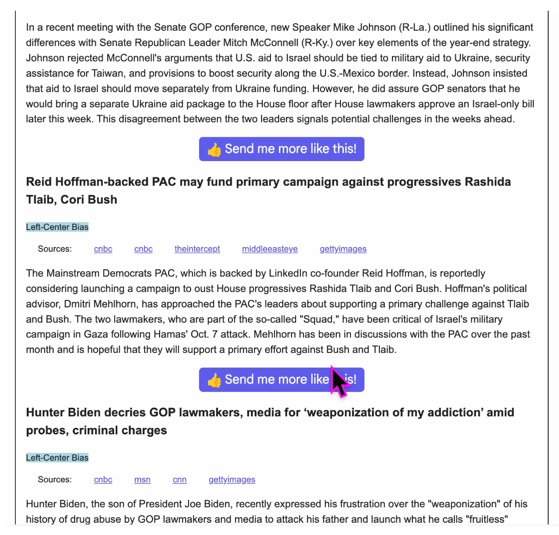 In a recent meeting with the Senate GOP conference, new Speaker Mike Johnson (R-La.) outlined his significant
differences with Senate Republican Leader Mitch McConnell (R-Ky.) over key elements of the year-end strategy.
Johnson rejected McConnell's arguments that U.S. aid to Israel should be tied to military aid to Ukraine, security
assistance for Taiwan, and provisions to boost security along the U.S.-Mexico border. Instead, Johnson insisted
that aid to Israel should move separately from Ukraine funding. However, he did assure GOP senators that he
would bring a separate Ukraine aid package to the House floor after House lawmakers approve an Israel-only bill
later this week. This disagreement between the two leaders signals potential challenges in the weeks ahead.
👍 Send me more like this!
Reid Hoffman-backed PAC may fund primary campaign against progressives Rashida
Tlaib, Cori Bush
Left-Center Bias
Sources: cnbc cnbc theintercept middleeasteye gettyimages
The Mainstream Democrats PAC, which is backed by LinkedIn co-founder Reid Hoffman, is reportedly
considering launching a campaign to oust House progressives Rashida Tlaib and Cori Bush. Hoffman's political
advisor, Dmitri Mehlhorn, has approached the PAC's leaders about supporting a primary challenge against Tlaib
and Bush. The two lawmakers, who are part of the so-called "Squad," have been critical of Israel's military
campaign in Gaza following Hamas' Oct. 7 attack. Mehlhorn has been in discussions with the PAC over the past
month and is hopeful that they will support a primary effort against Bush and Tlaib.
👍 Send me more like this!
Hunter Biden decries GOP lawmakers, media for ‘weaponization of my addiction’ amid
probes, criminal charges
Left-Center Bias
Sources: cnbc msn cnn gettyimages
Hunter Biden, the son of President Joe Biden, recently expressed his frustration over the "weaponization" of his
history of drug abuse by GOP lawmakers and media to attack his father and launch what he calls "fruitless"